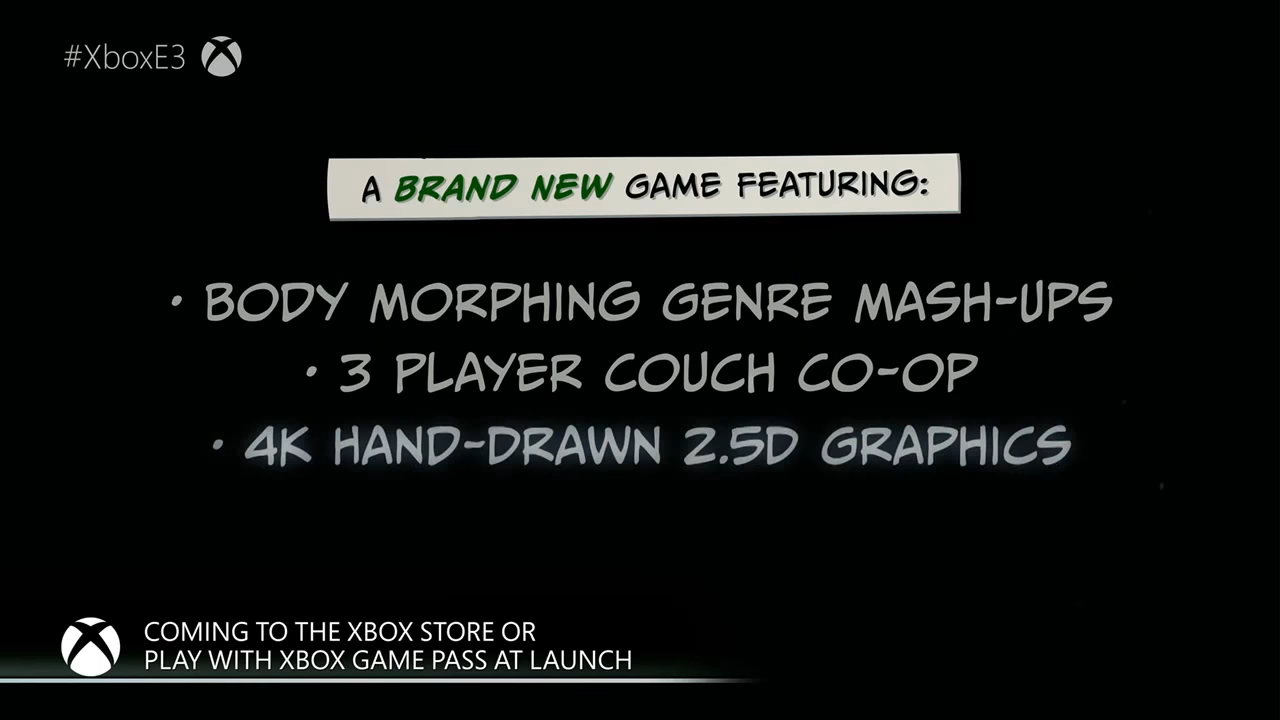 #XboxE3
A BRAND NEW GAME FEATURING:
• BODY MORPHING GENRE MASH-UPS
• 3 PLAYER COUCH CO-OP
• 4K HAND-DRAWN 2.5D GRAPHICS
COMING TO THE XBOX STORE OR
PLAY WITH XBOX GAME PASS AT LAUNCH